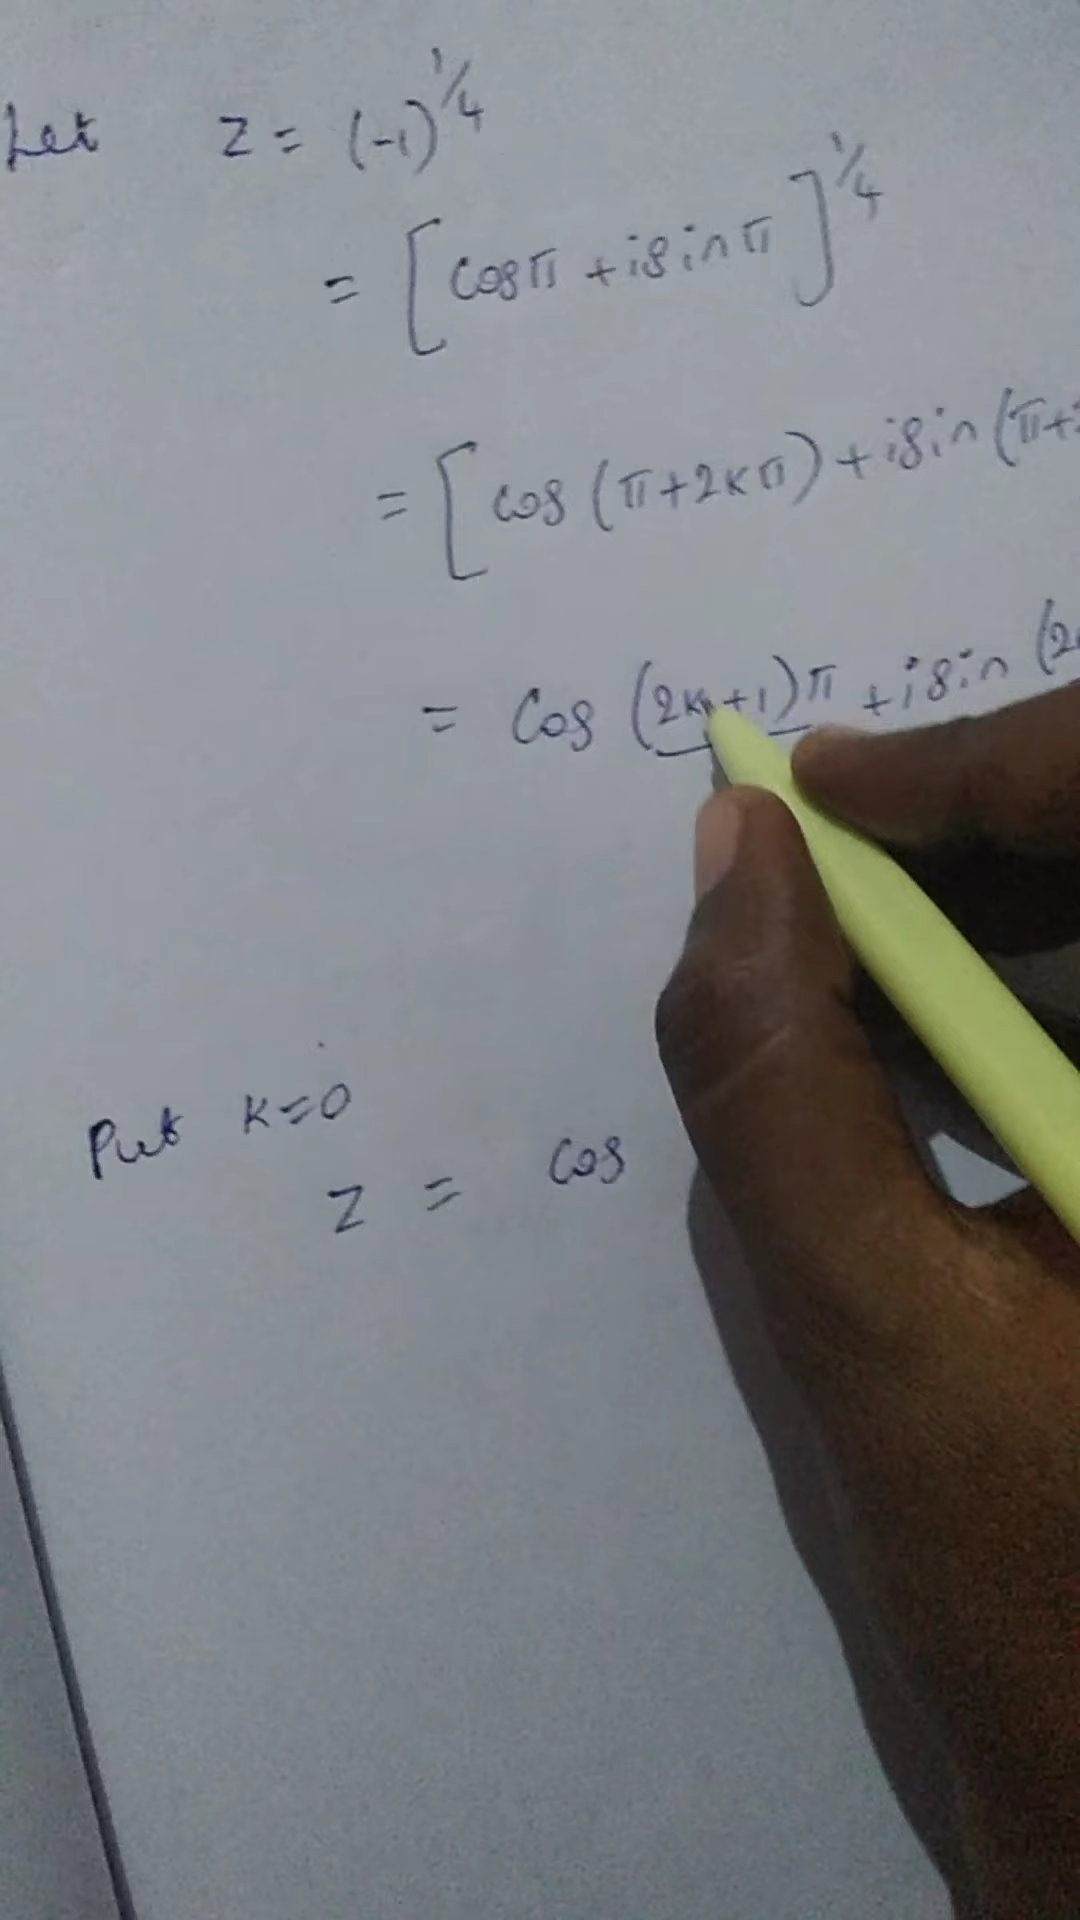 Let z = (-1)^1/4
= [cosπ + isinπ]^1/4
= [cos (π+2kπ) + isin (π+
= Cos (2k+1)π + isin (2
Put k=0
z = cos